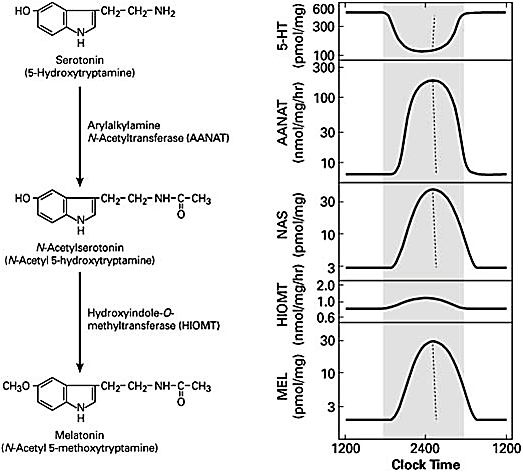 HO
CH2–CH2–NH2
N
H
Serotonin
(5-Hydroxytryptamine)
Arylalkylamine
N-Acetyltransferase (AANAT)
HO
CH2–CH2–NH–C–CH3
O
N
H
N-Acetylserotonin
(N-Acetyl 5-hydroxytryptamine)
Hydroxyindole-O-
methyltransferase (HIOMT)
CH3O
CH2–CH2–NH–C–CH3
O
N
H
Melatonin
(N-Acetyl 5-methoxytryptamine)
5-HT
(pmol/mg)
600
300
100
AANAT
(nmol/mg/hr)
300
100
30
10
NAS
(pmol/mg)
30
10
3
HIOMT
(nmol/mg/hr)
2.0
1.0
0.6
MEL
(pmol/mg)
30
10
3
1200
2400
1200
Clock Time